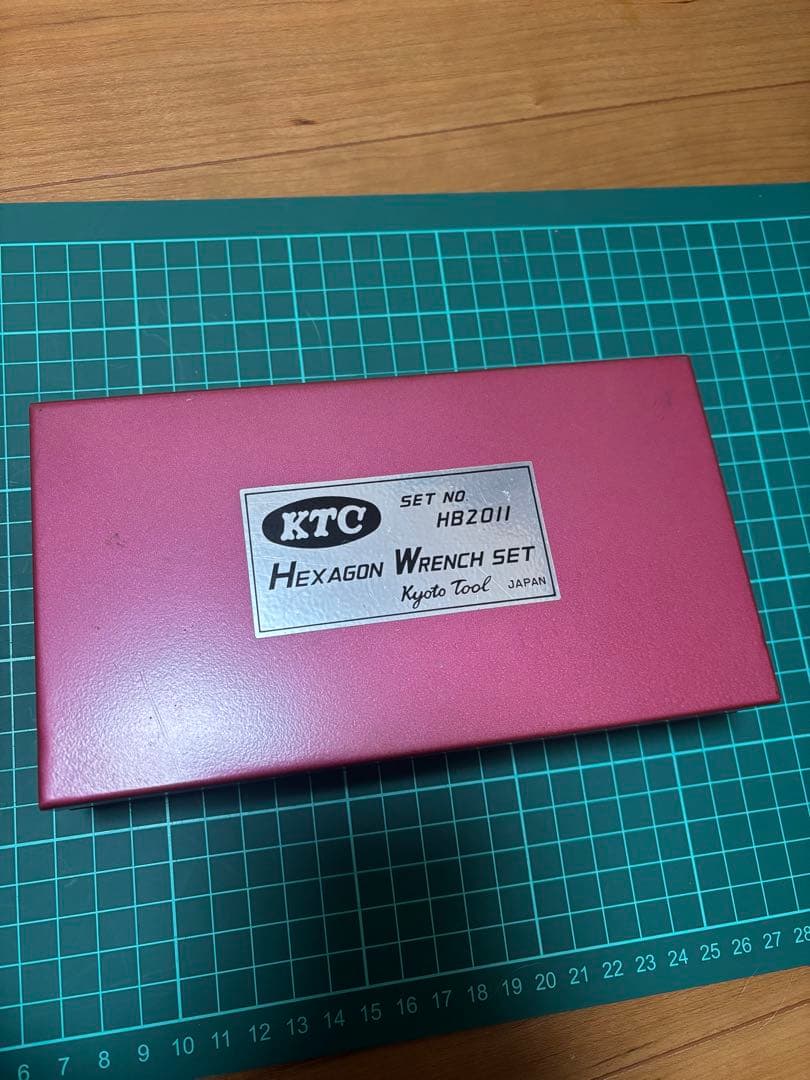 KTC
SET NO.
HB2011
HEXAGON WRENCH SET
Kyoto Tool JAPAN
6 7 8 9 10 11 12 13 14 15 16 17 18 19 20 21 22 23 24 25 26 27 28